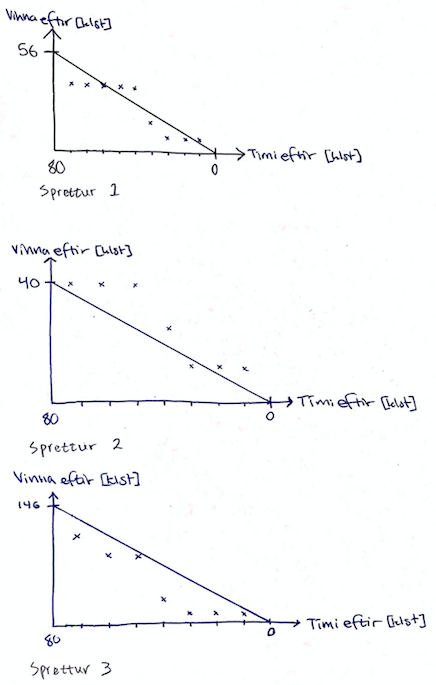 Vinna eftir [klst]
56
Tími eftir [klst]
80
0
Sprettur 1
Vinna eftir [klst]
40
Tími eftir [klst]
80
0
Sprettur 2
Vinna eftir [klst]
146
Tími eftir [klst]
80
0
Sprettur 3